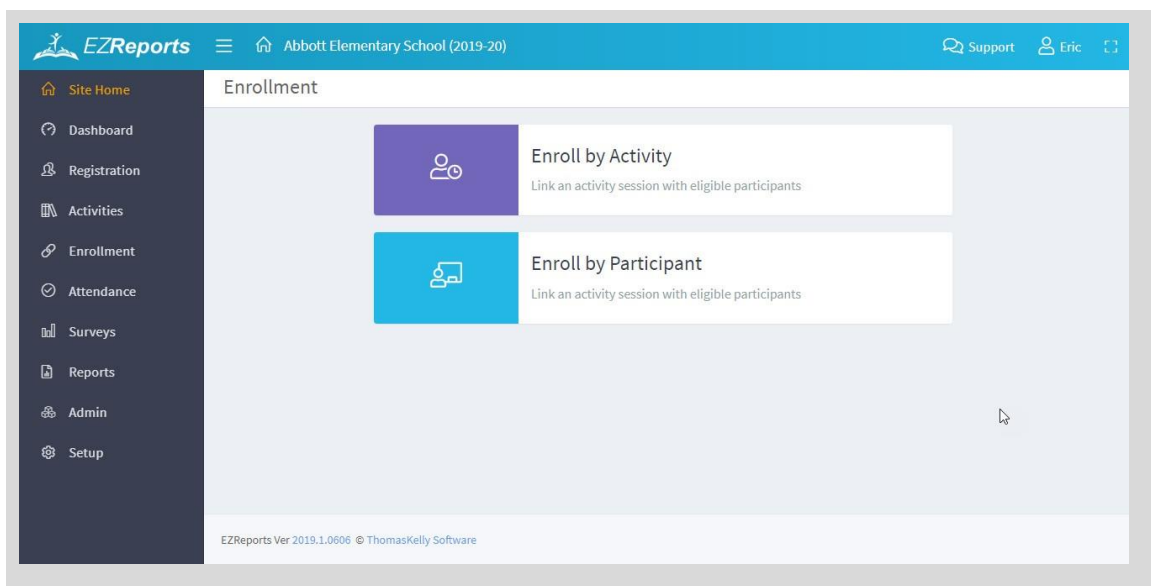 EZReports Abbott Elementary School (2019-20) Support Eric
Site Home
Enrollment
Dashboard
Registration
Activities
Enrollment
Attendance
Surveys
Reports
Admin
Setup
Enroll by Activity
Link an activity session with eligible participants
Enroll by Participant
Link an activity session with eligible participants
EZReports Ver 2019.1.0606 © ThomasKelly Software